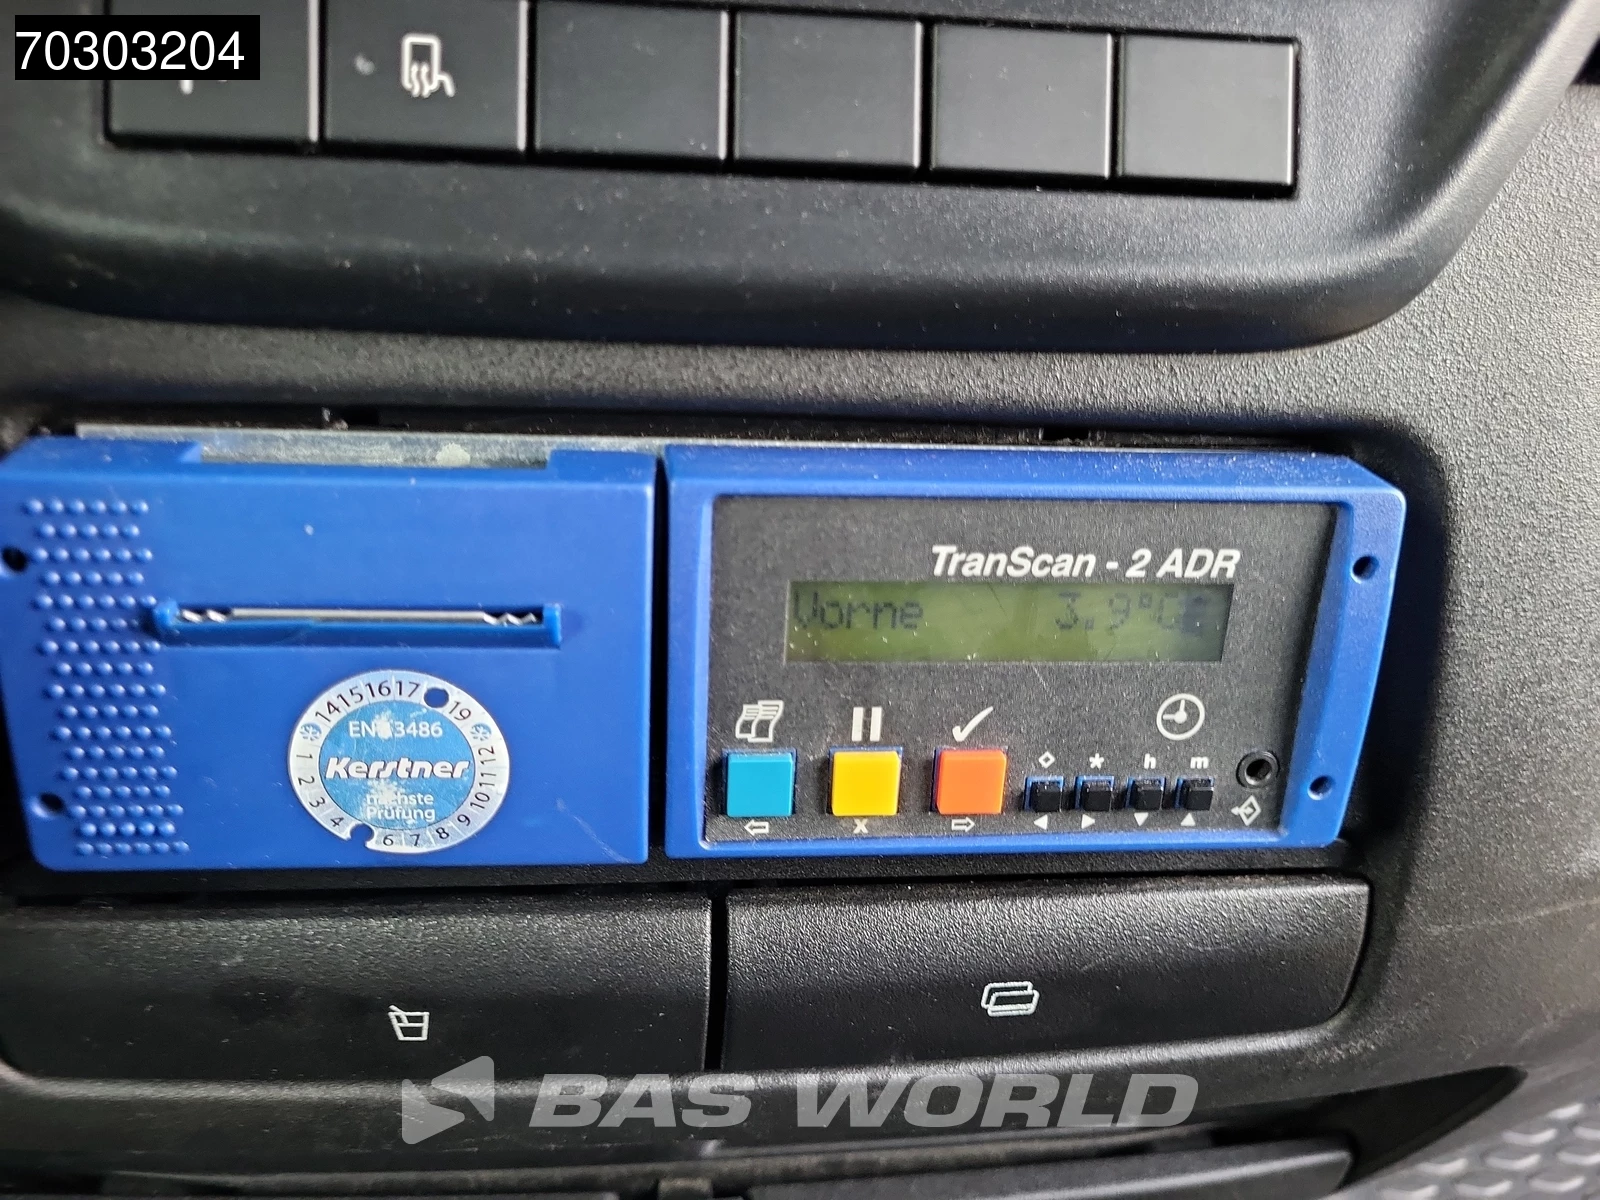 70303204
TranScan - 2 ADR
Vorne 3.9°C
14 15 16 17 19
EN 13486
Kerstner
nächste
Prüfung
1 2 3 4 6 7 8 9 10 11 12
h m
X
BAS WORLD